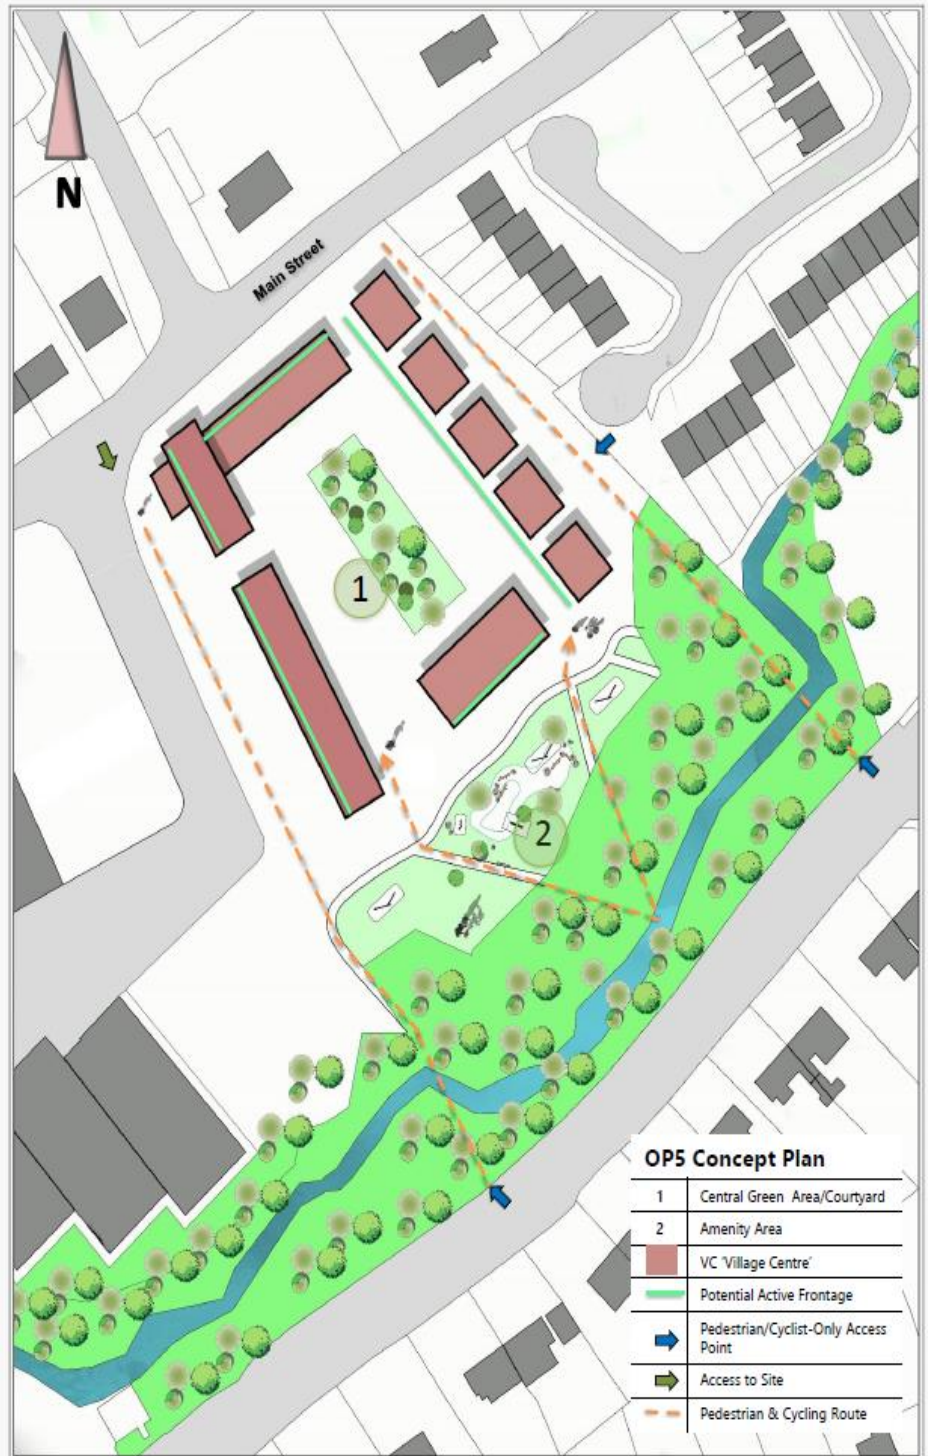 N
Main Street
1
2
OP5 Concept Plan
1 Central Green Area/Courtyard
2 Amenity Area
VC 'Village Centre'
Potential Active Frontage
Pedestrian/Cyclist-Only Access
Point
Access to Site
Pedestrian & Cycling Route